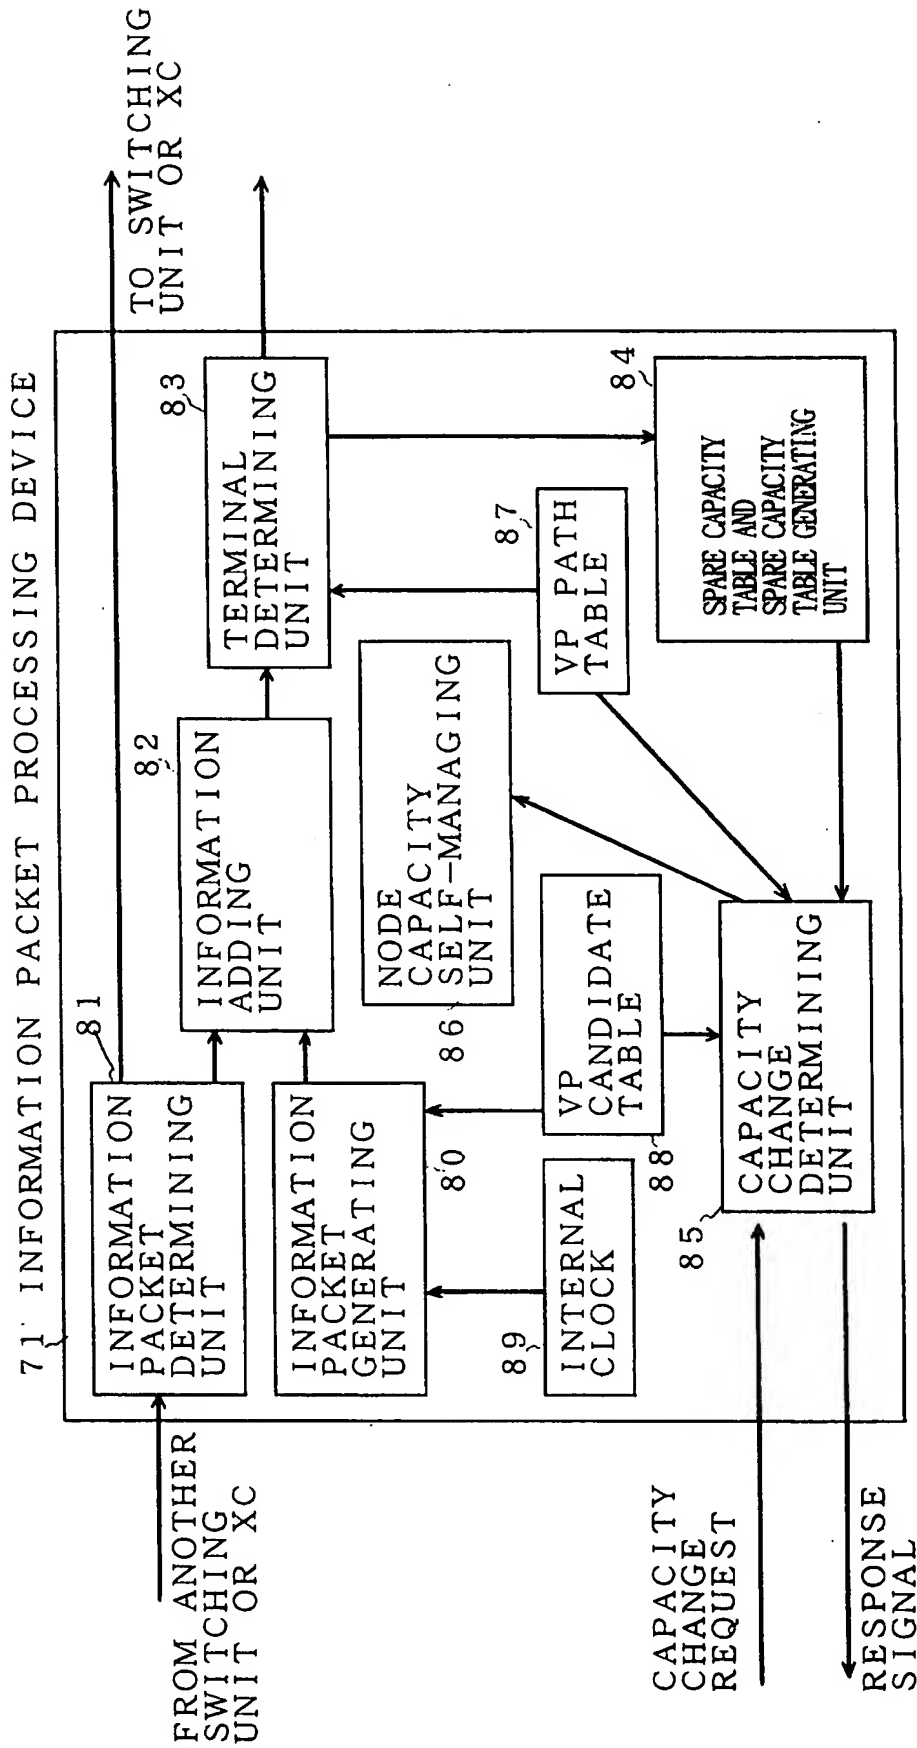 71 INFORMATION PACKET PROCESSING DEVICE
FROM ANOTHER
SWITCHING
UNIT OR XC
INFORMATION
PACKET
DETERMINING
UNIT
81
TO SWITCHING
UNIT OR XC
INFORMATION
PACKET
GENERATING
UNIT
80
INFORMATION
ADDING
UNIT
82
TERMINAL
DETERMINING
UNIT
83
NODE
CAPACITY
SELF-MANAGING
UNIT
86
89
INTERNAL
CLOCK
VP
CANDIDATE
TABLE
88
VP PATH
TABLE
87
84
SPARE CAPACITY
TABLE AND
SPARE CAPACITY
TABLE GENERATING
UNIT
85
CAPACITY
CHANGE
DETERMINING
UNIT
CAPACITY
CHANGE
REQUEST
RESPONSE
SIGNAL